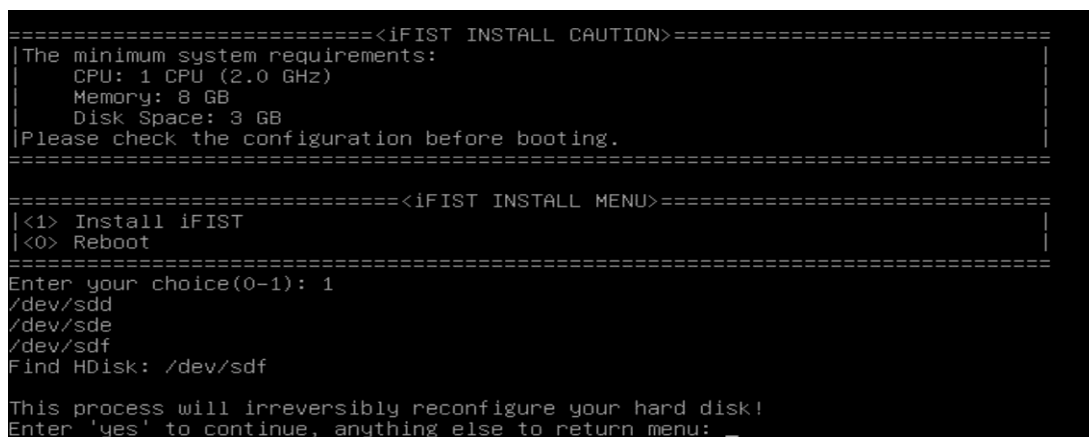 ============================<iFIST INSTALL CAUTION>=============================
|The minimum system requirements: |
| CPU: 1 CPU (2.0 GHz) |
| Memory: 8 GB |
| Disk Space: 3 GB |
|Please check the configuration before booting. |
================================================================================
==============================<iFIST INSTALL MENU>==============================
|<1> Install iFIST |
|<0> Reboot |
================================================================================
Enter your choice(0-1): 1
/dev/sdd
/dev/sde
/dev/sdf
Find HDisk: /dev/sdf
This process will irreversibly reconfigure your hard disk!
Enter 'yes' to continue, anything else to return menu: _